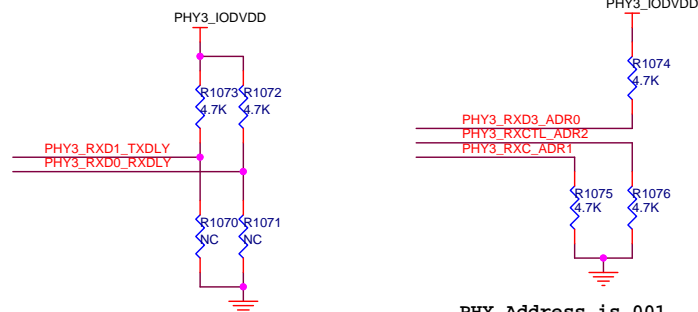 PHY3_IODVDD
R1073
4.7K
R1072
4.7K
PHY3_RXD1_TXDLY
PHY3_RXD0_RXDLY
R1070
NC
R1071
NC
PHY3_IODVDD
R1074
4.7K
PHY3_RXD3_ADR0
PHY3_RXCTL_ADR2
PHY3_RXC_ADR1
R1075
4.7K
R1076
4.7K
PHY Address is 001